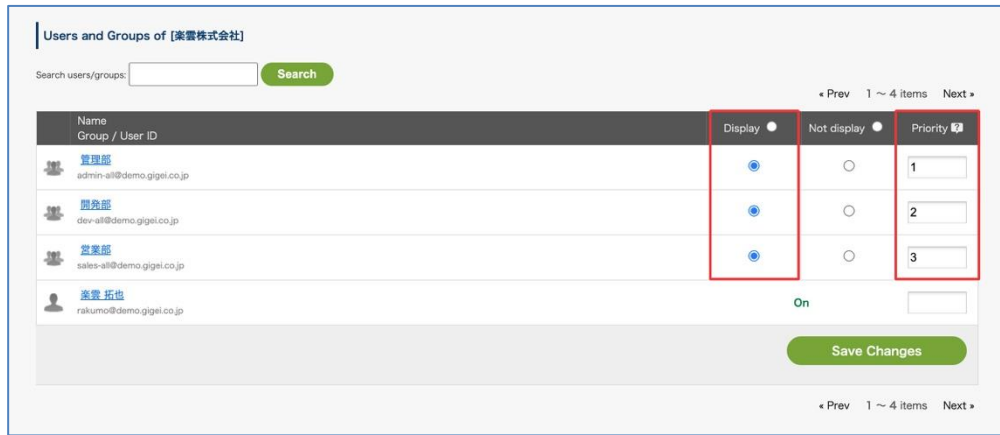 Users and Groups of [楽雲株式会社]
Search users/groups:
Search
« Prev 1 ～ 4 items Next »
Name
Group / User ID
Display
Not display
Priority ?
管理部
admin-all@demo.gigei.co.jp
1
開発部
dev-all@demo.gigei.co.jp
2
営業部
sales-all@demo.gigei.co.jp
3
楽雲 拓也
rakumo@demo.gigei.co.jp
On
Save Changes
« Prev 1 ～ 4 items Next »